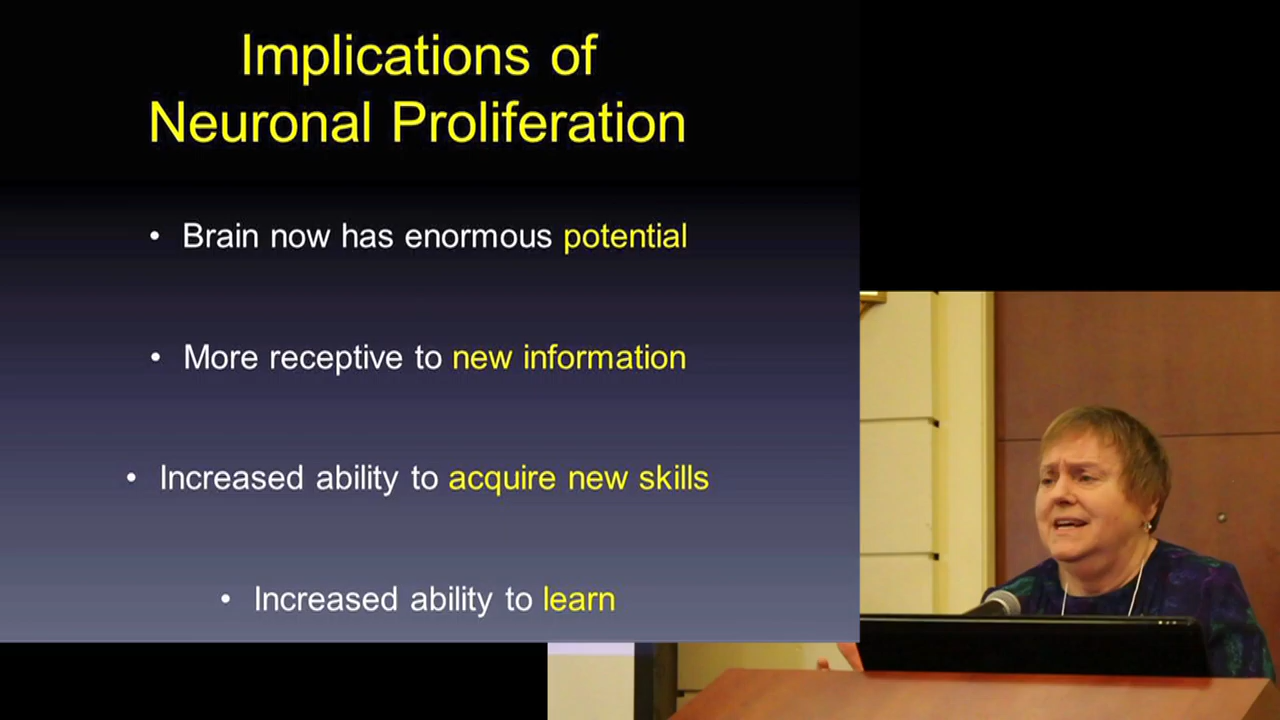 Implications of
Neuronal Proliferation
• Brain now has enormous potential
• More receptive to new information
• Increased ability to acquire new skills
• Increased ability to learn